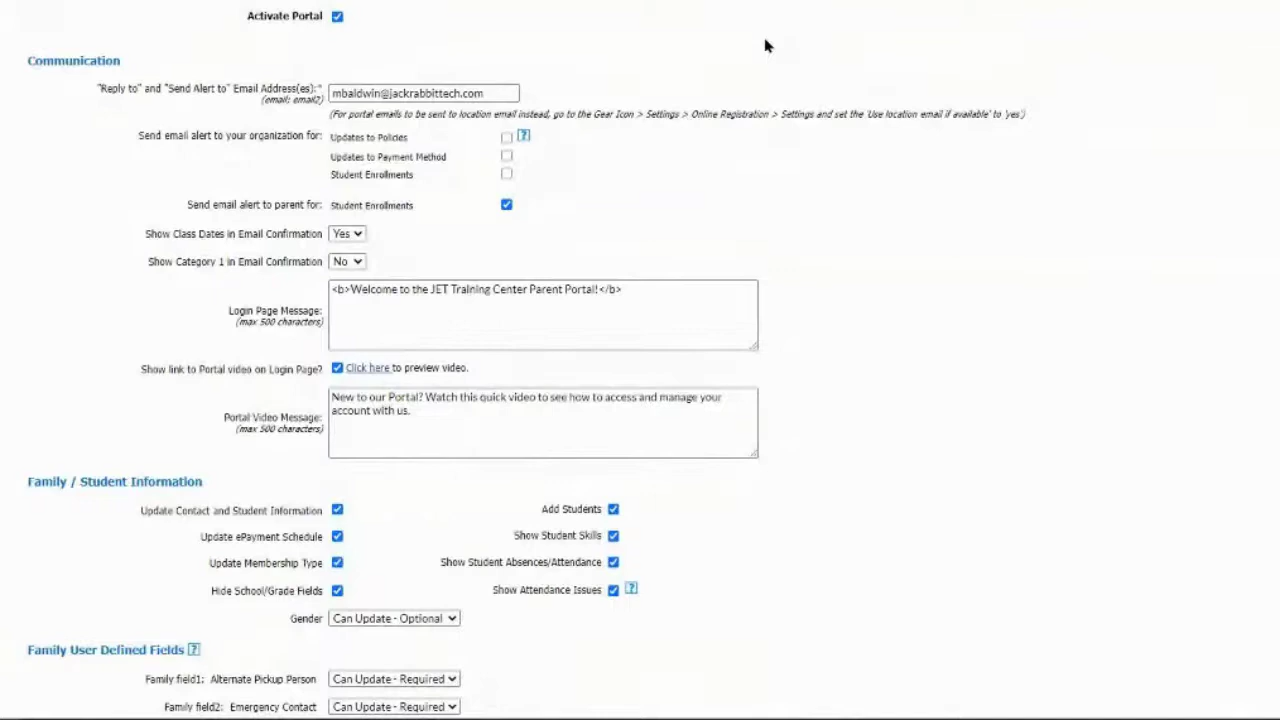 Activate Portal
Communication
"Reply to" and "Send Alert to" Email Address(es):*
(email; email2)
mbaldwin@jackrabbittech.com
(For portal emails to be sent to location email instead, go to the Gear Icon > Settings > Online Registration > Settings and set the 'Use location email if available' to 'yes')
Send email alert to your organization for: Updates to Policies ?
Updates to Payment Method
Student Enrollments
Send email alert to parent for: Student Enrollments
Show Class Dates in Email Confirmation Yes
Show Category 1 in Email Confirmation No
<b>Welcome to the JET Training Center Parent Portal!</b>
Login Page Message:
(max 500 characters)
Show link to Portal video on Login Page? Click here to preview video.
New to our Portal? Watch this quick video to see how to access and manage your
account with us.
Portal Video Message:
(max 500 characters)
Family / Student Information
Update Contact and Student Information Add Students
Update ePayment Schedule Show Student Skills
Update Membership Type Show Student Absences/Attendance
Hide School/Grade Fields Show Attendance Issues ?
Gender Can Update - Optional
Family User Defined Fields ?
Family field1: Alternate Pickup Person Can Update - Required
Family field2: Emergency Contact Can Update - Required